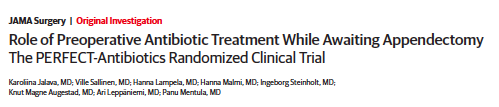 JAMA Surgery | Original Investigation
Role of Preoperative Antibiotic Treatment While Awaiting Appendectomy
The PERFECT-Antibiotics Randomized Clinical Trial
Karoliina Jalava, MD; Ville Sallinen, MD; Hanna Lampela, MD; Hanna Malmi, MD; Ingeborg Steinholt, MD;
Knut Magne Augestad, MD; Ari Leppäniemi, MD; Panu Mentula, MD